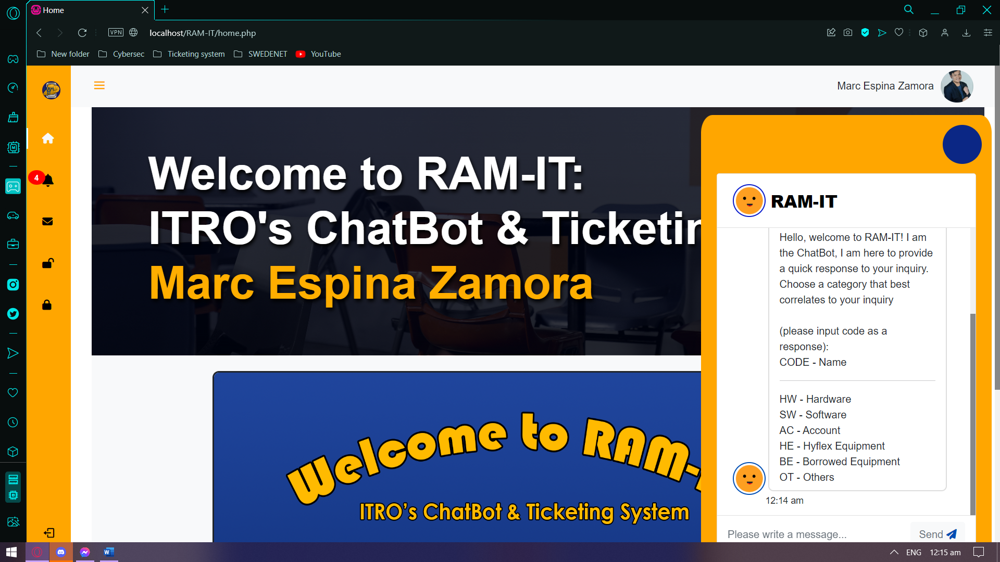 Home
VPN
localhost/RAM-IT/home.php
New folder
Cybersec
Ticketing system
SWEDENET
YouTube
Marc Espina Zamora
4
Welcome to RAM-IT:
ITRO's ChatBot & Ticketin
Marc Espina Zamora
Welcome to RAM-
ITRO's ChatBot & Ticketing System
RAM-IT
Hello, welcome to RAM-IT! I am
the ChatBot, I am here to provide
a quick response to your inquiry.
Choose a category that best
correlates to your inquiry
(please input code as a
response):
CODE - Name
HW - Hardware
SW - Software
AC - Account
HE - Hyflex Equipment
BE - Borrowed Equipment
OT - Others
12:14 am
Please write a message...
Send
ENG
12:15 am